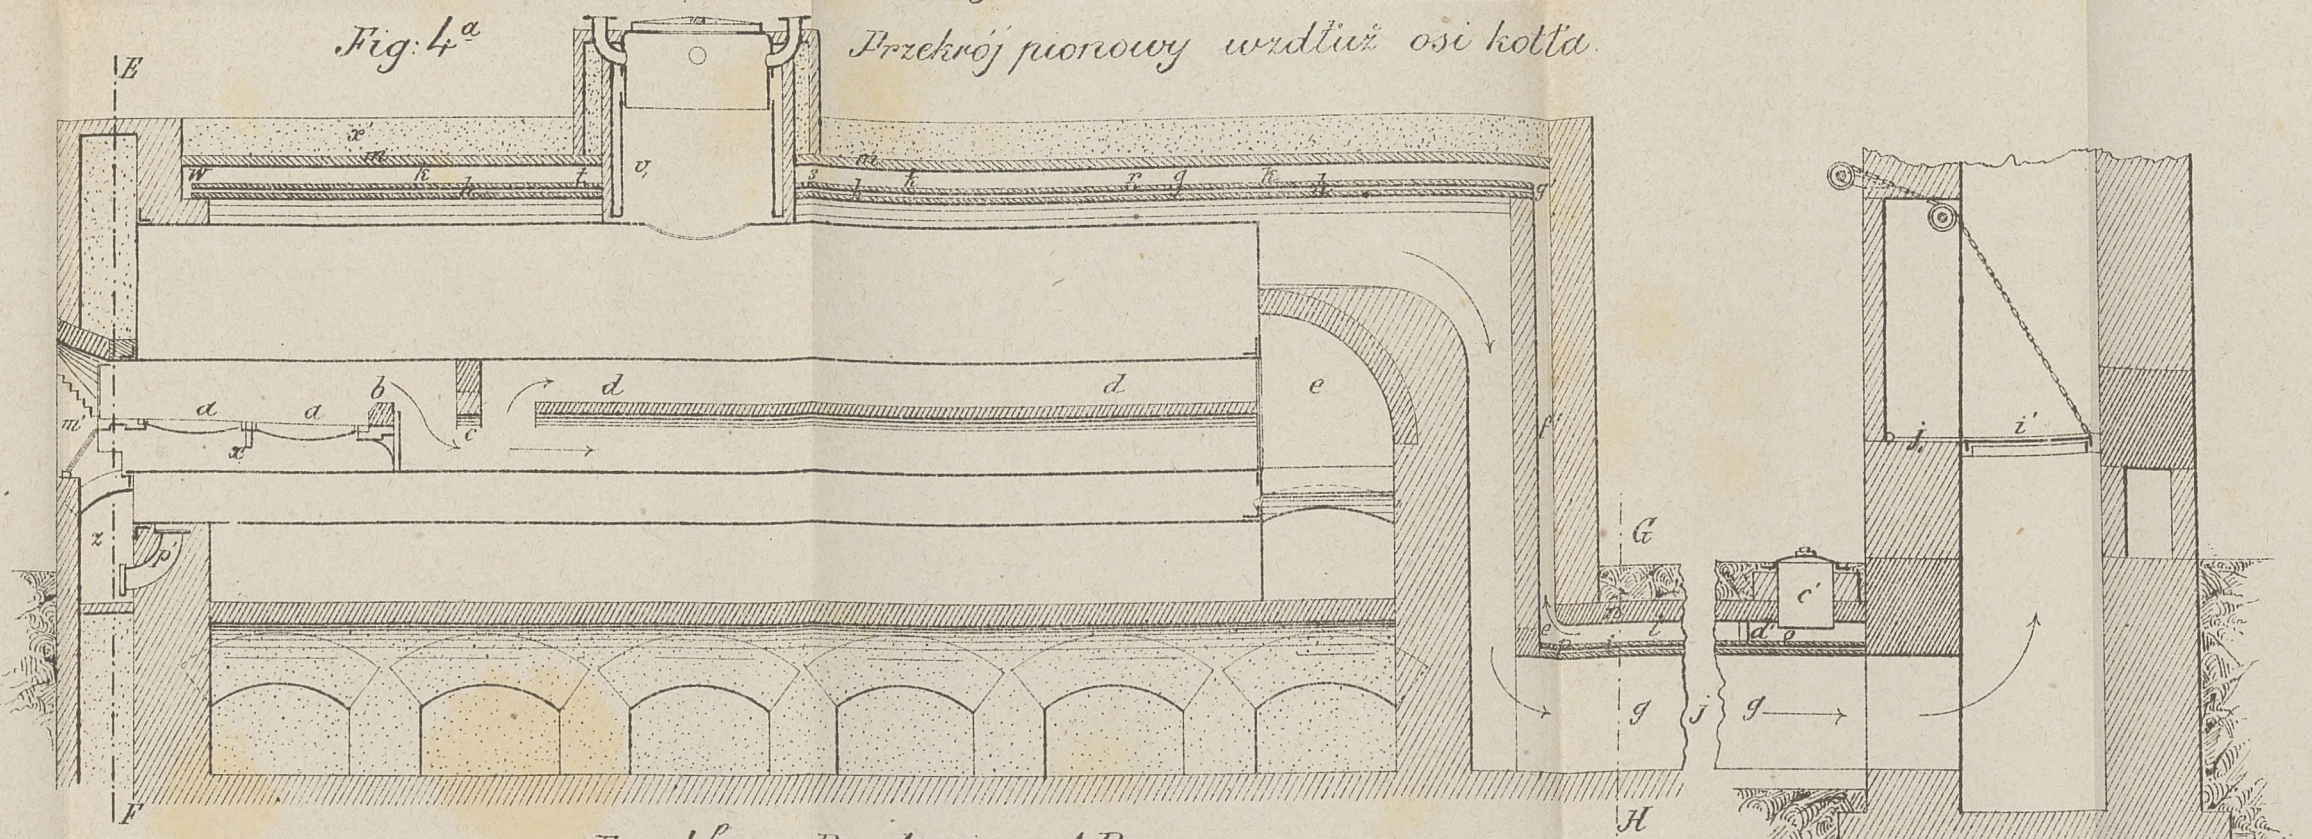 Fig: 4ª
Przekrój pionowy wzdłuż osi kotła.
E
x'
m m
w k t v, s k r q k h g'
h h
b d d e
a a
m' c
x
f' j, i'
z p' G
c'
e i' d' o
g j g
F H